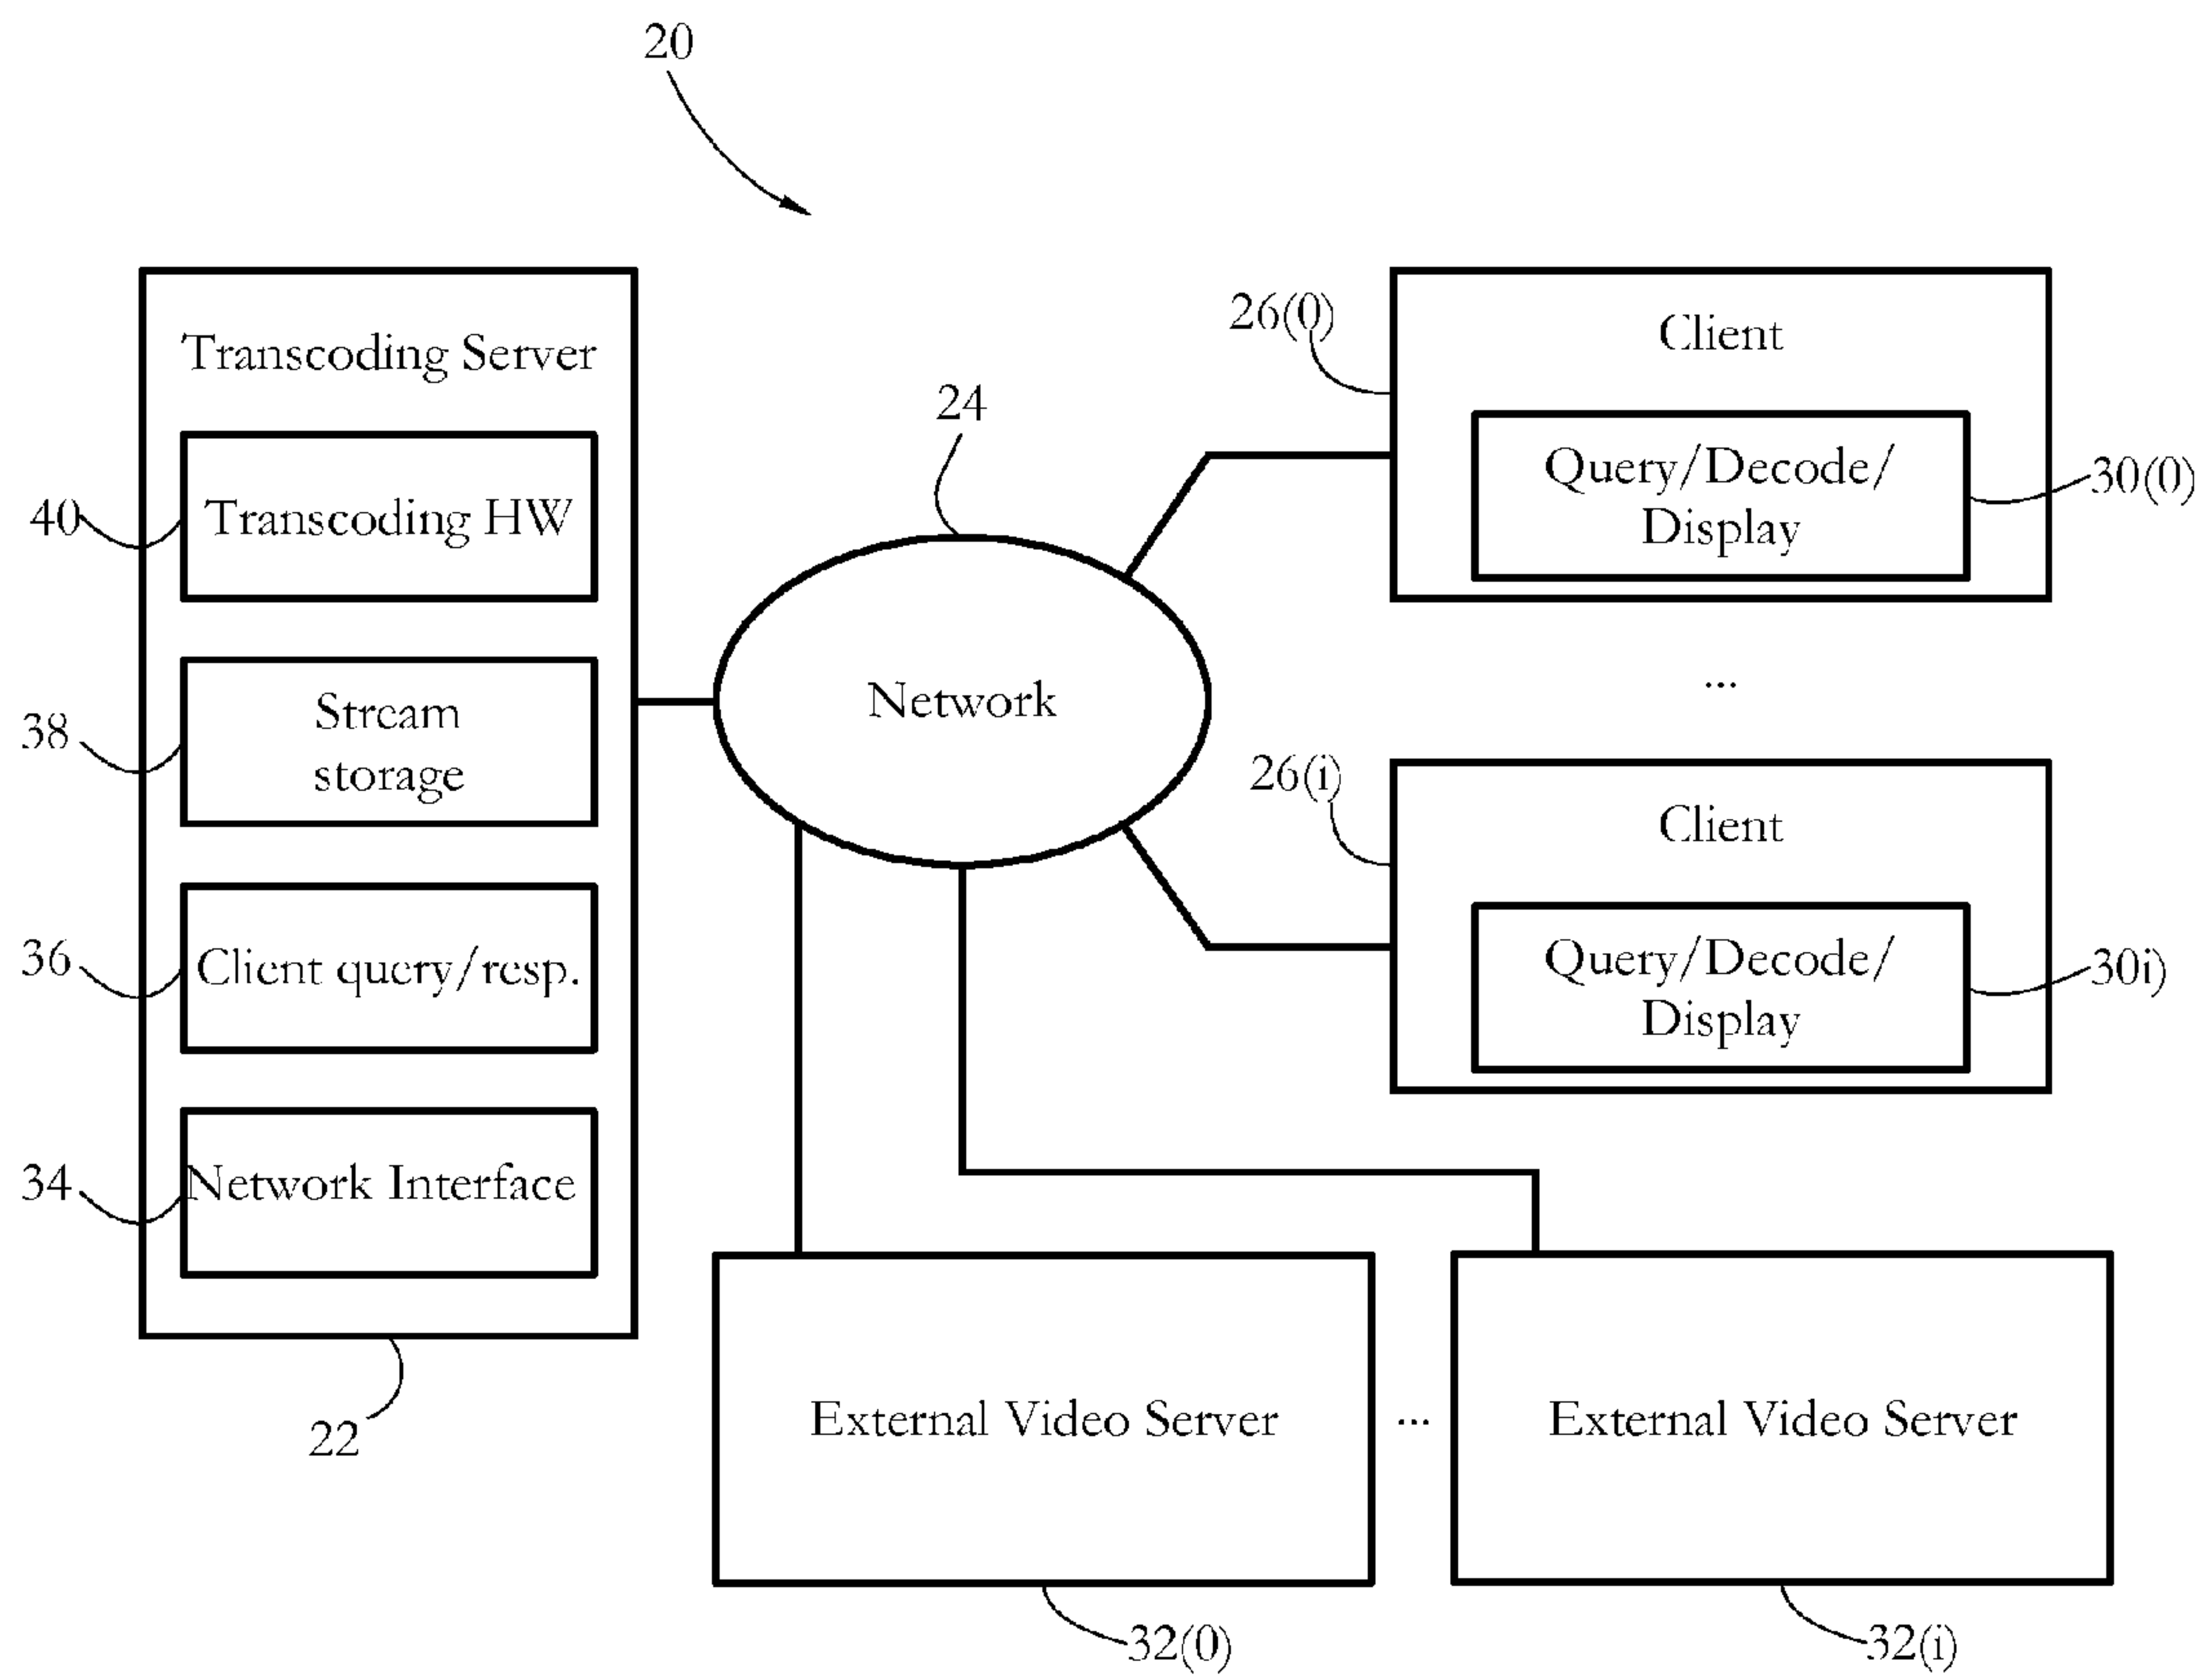 20
Transcoding Server
40
Transcoding HW
38
Stream
storage
36
Client query/resp.
34
Network Interface
22
24
Network
26(0)
Client
Query/Decode/
Display
30(0)
...
26(i)
Client
Query/Decode/
Display
30i)
External Video Server
32(0)
...
External Video Server
32(i)